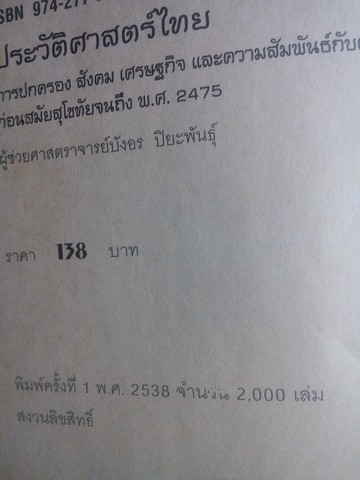 ISBN 974-277
ประวัติศาสตร์ไทย
การปกครอง สังคม เศรษฐกิจ และความสัมพันธ์กับ
ก่อนสมัยสุโขทัยจนถึง พ.ศ. 2475
ผู้ช่วยศาสตราจารย์บังอร ปิยะพันธุ์
ราคา 138 บาท
พิมพ์ครั้งที่ 1 พ.ศ. 2538 จำนวน 2,000 เล่ม
สงวนลิขสิทธิ์